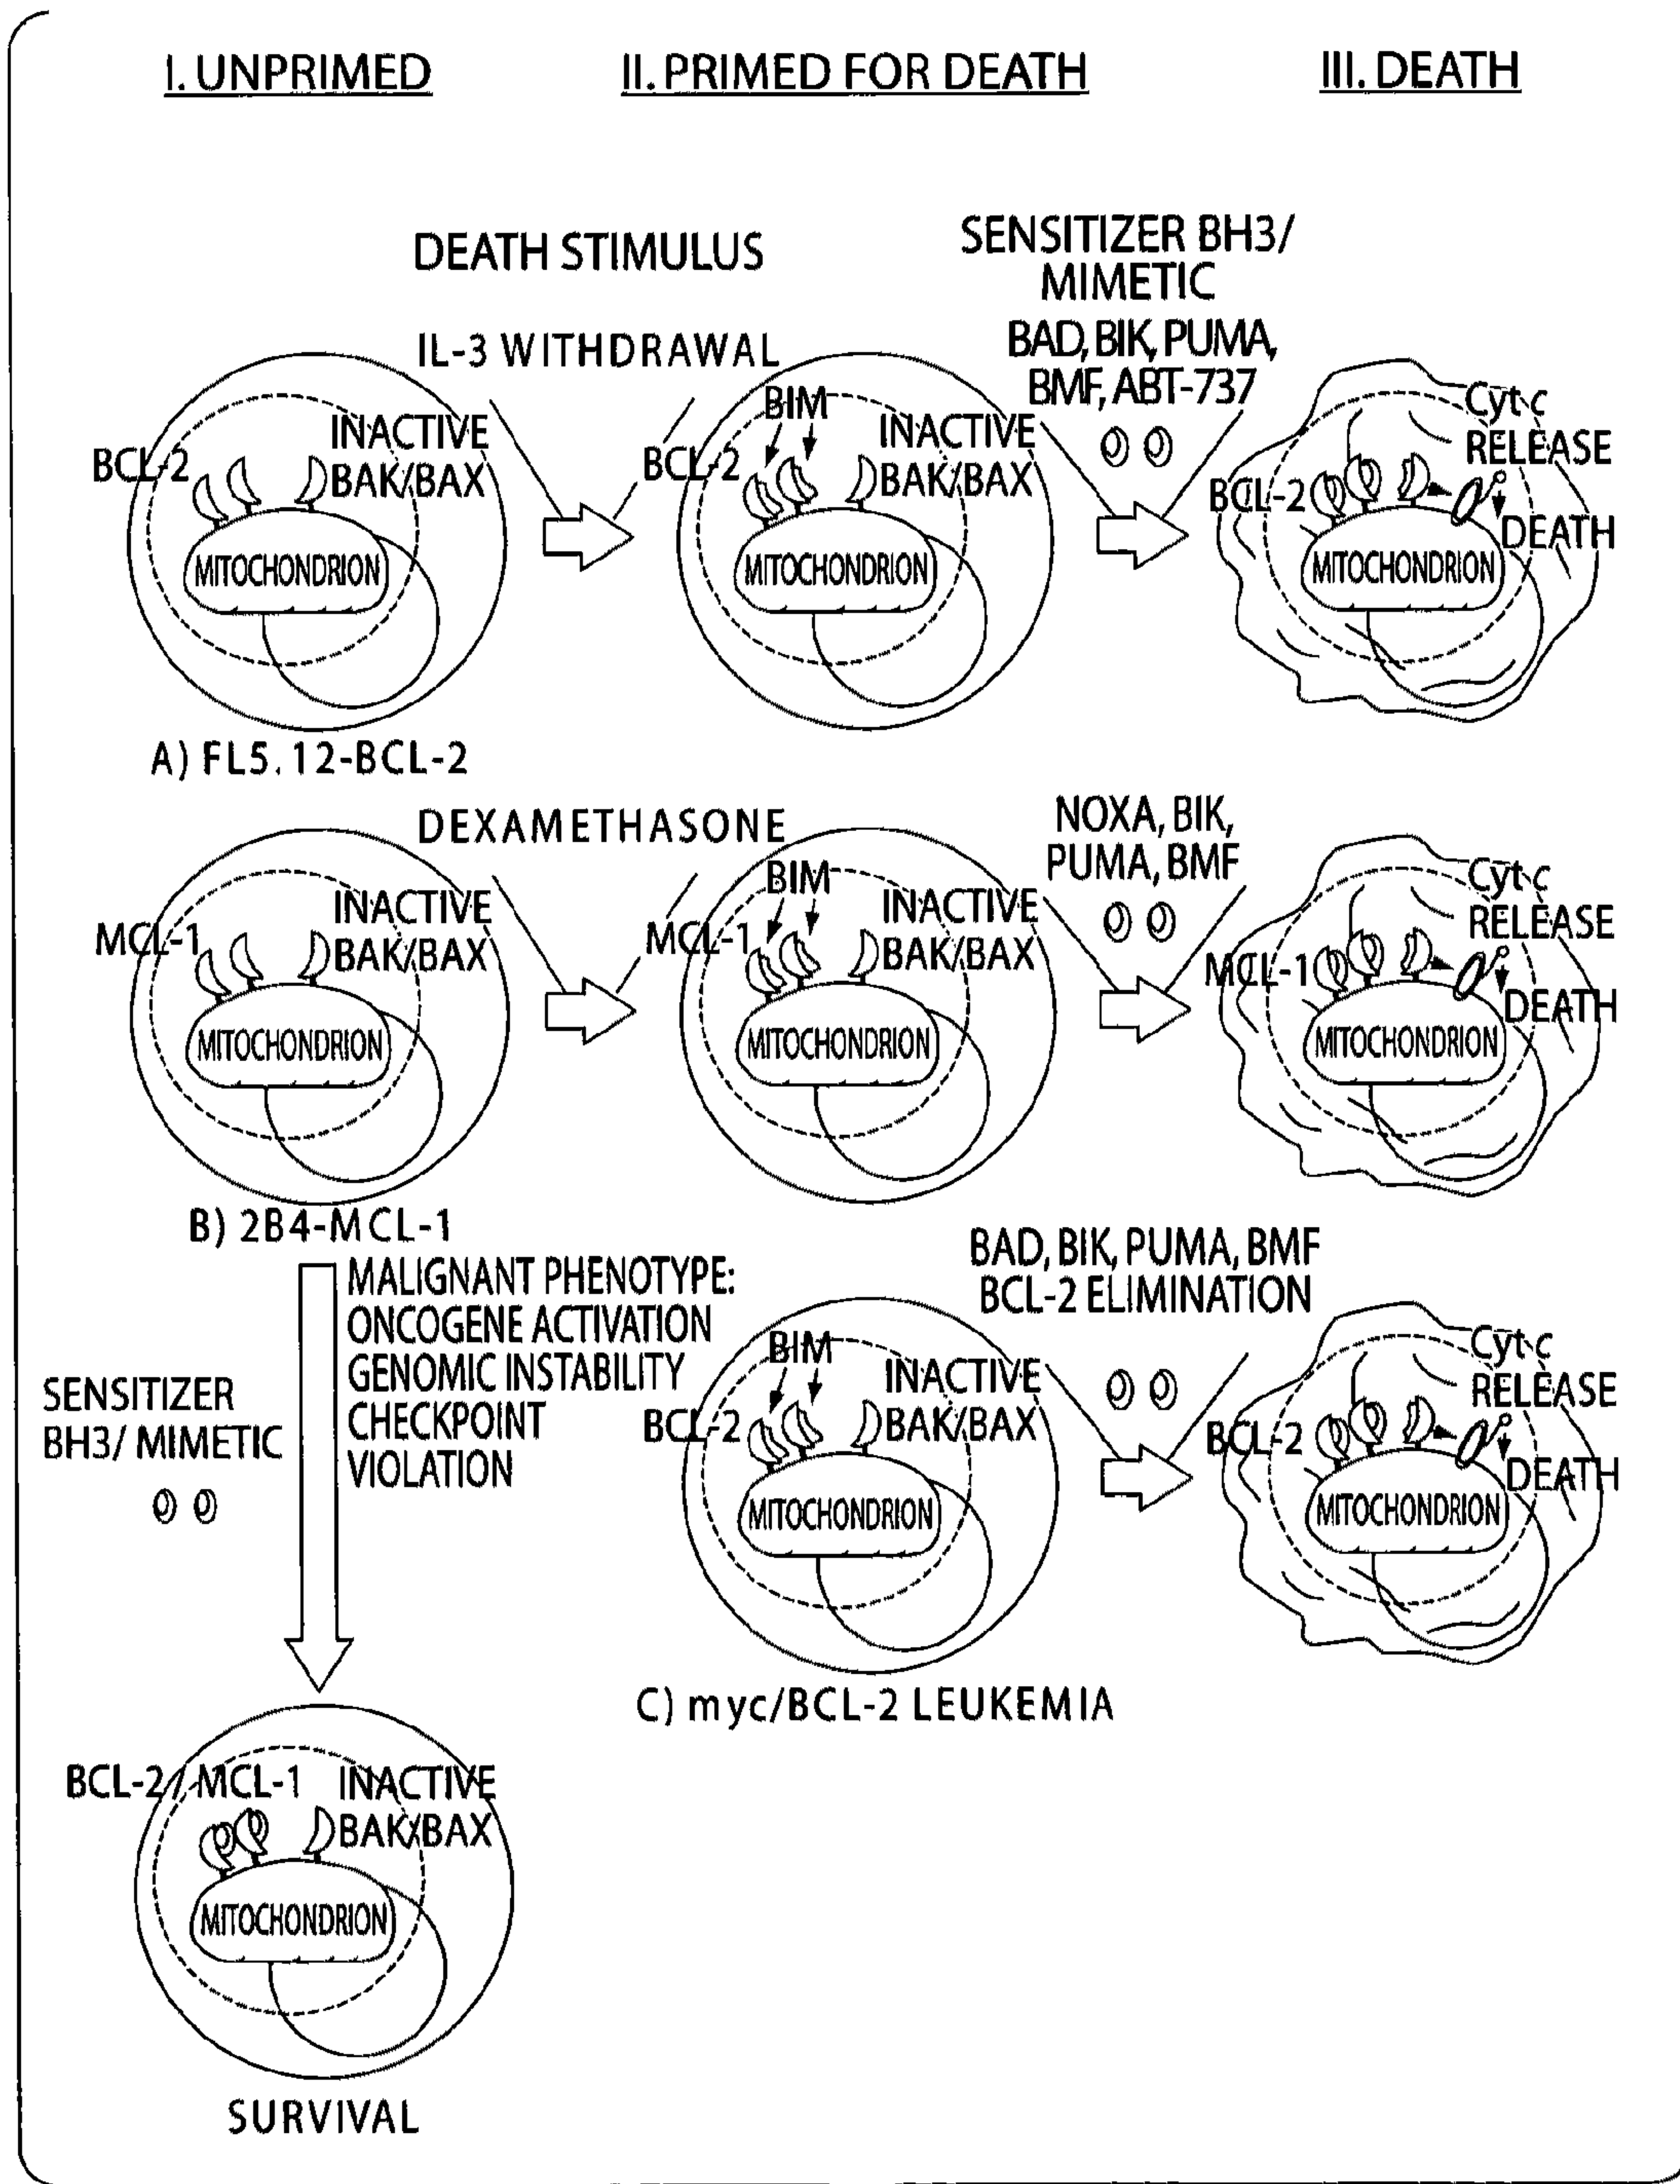 I. UNPRIMED
II. PRIMED FOR DEATH
III. DEATH
DEATH STIMULUS
IL-3 WITHDRAWAL
SENSITIZER BH3/
MIMETIC
BAD, BIK, PUMA,
BMF, ABT-737
BCL-2
INACTIVE
BAK/BAX
MITOCHONDRION
BIM
BCL-2
INACTIVE
BAK/BAX
MITOCHONDRION
Cyt c
RELEASE
BCL-2
DEATH
MITOCHONDRION
A) FL5.12-BCL-2
DEXAMETHASONE
NOXA, BIK,
PUMA, BMF
MCL-1
INACTIVE
BAK/BAX
MITOCHONDRION
BIM
MCL-1
INACTIVE
BAK/BAX
MITOCHONDRION
Cyt c
RELEASE
MCL-1
DEATH
MITOCHONDRION
B) 2B4-MCL-1
MALIGNANT PHENOTYPE:
ONCOGENE ACTIVATION
GENOMIC INSTABILITY
CHECKPOINT
VIOLATION
SENSITIZER
BH3/ MIMETIC
BAD, BIK, PUMA, BMF
BCL-2 ELIMINATION
BIM
BCL-2
INACTIVE
BAK/BAX
MITOCHONDRION
Cyt c
RELEASE
BCL-2
DEATH
MITOCHONDRION
C) myc/BCL-2 LEUKEMIA
BCL-2 / MCL-1
INACTIVE
BAK/BAX
MITOCHONDRION
SURVIVAL